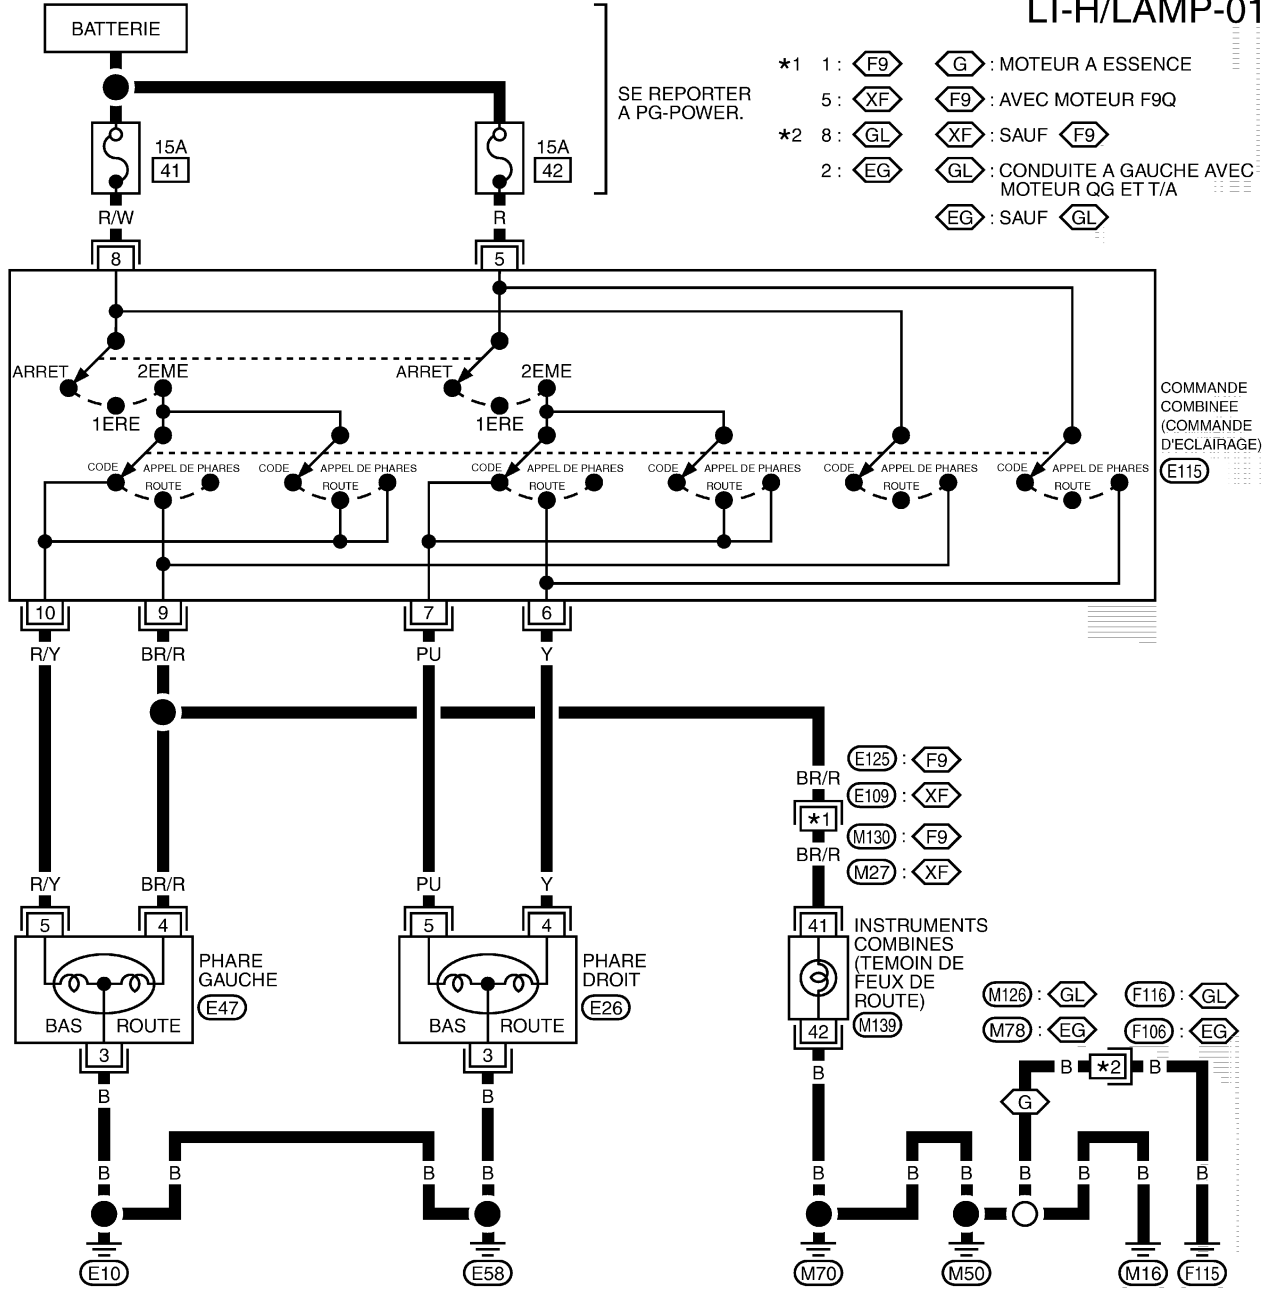 LI-H/LAMP-01
BATTERIE
SE REPORTER
A PG-POWER.
*1 1 : F9 G : MOTEUR A ESSENCE
5 : XF F9 : AVEC MOTEUR F9Q
*2 8 : GL XF : SAUF F9
2 : EG GL : CONDUITE A GAUCHE AVEC
MOTEUR QG ET T/A
EG : SAUF GL
15A
41
15A
42
R/W
R
8
5
ARRET
2EME
1ERE
ARRET
2EME
1ERE
COMMANDE
COMBINEE
(COMMANDE
D'ECLAIRAGE)
E115
CODE
APPEL DE PHARES
ROUTE
CODE
APPEL DE PHARES
ROUTE
CODE
APPEL DE PHARES
ROUTE
CODE
APPEL DE PHARES
ROUTE
CODE
APPEL DE PHARES
ROUTE
CODE
APPEL DE PHARES
ROUTE
10
9
7
6
R/Y
BR/R
PU
Y
BR/R
*1
BR/R
E125 : F9
E109 : XF
M130 : F9
M27 : XF
R/Y
BR/R
PU
Y
5
4
5
4
41
PHARE
GAUCHE
E47
BAS
ROUTE
3
PHARE
DROIT
E26
BAS
ROUTE
3
INSTRUMENTS
COMBINES
(TEMOIN DE
FEUX DE
ROUTE)
M139
42
M126 : GL
F116 : GL
M78 : EG
F106 : EG
B
B
B
B
*2
B
G
B
B
B
B
B
B
B
B
B
B
E10
E58
M70
M50
M16
F115